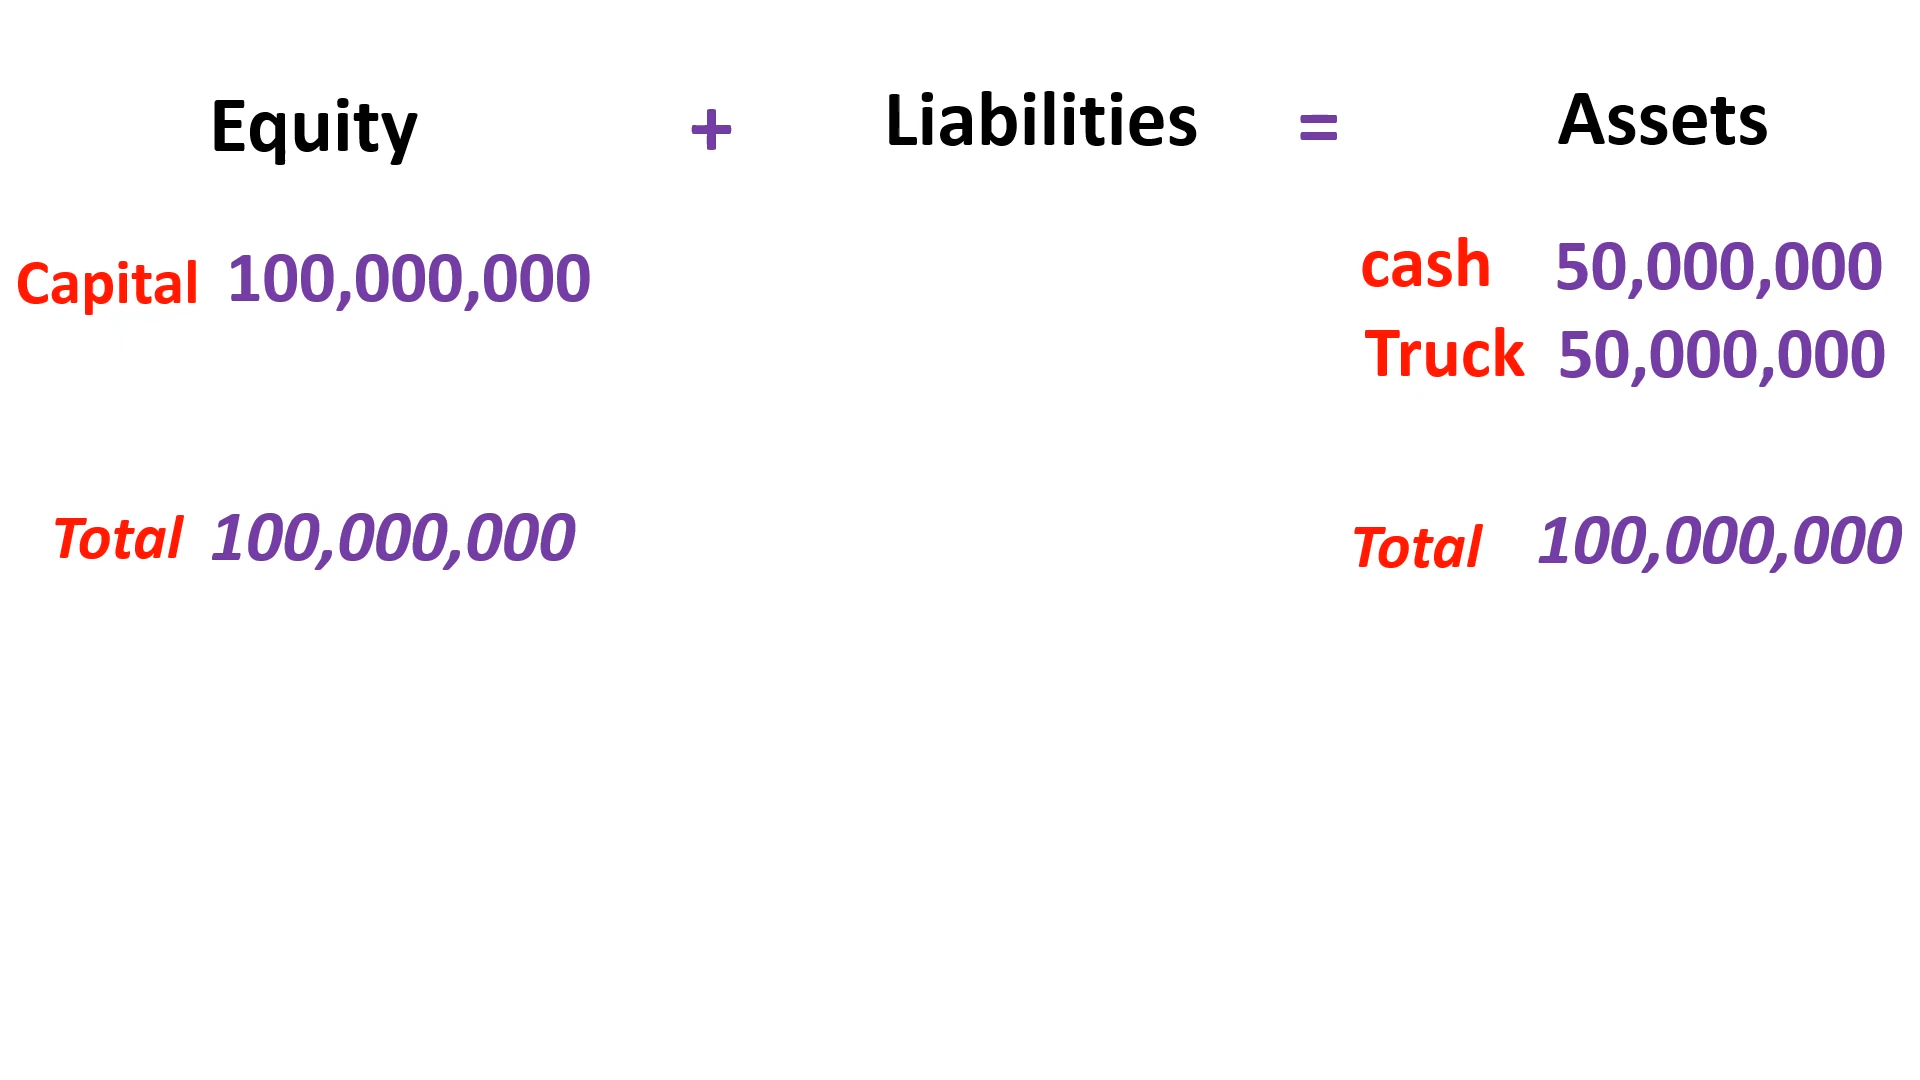 Equity + Liabilities = Assets
Capital 100,000,000 cash 50,000,000
Truck 50,000,000
Total 100,000,000 Total 100,000,000